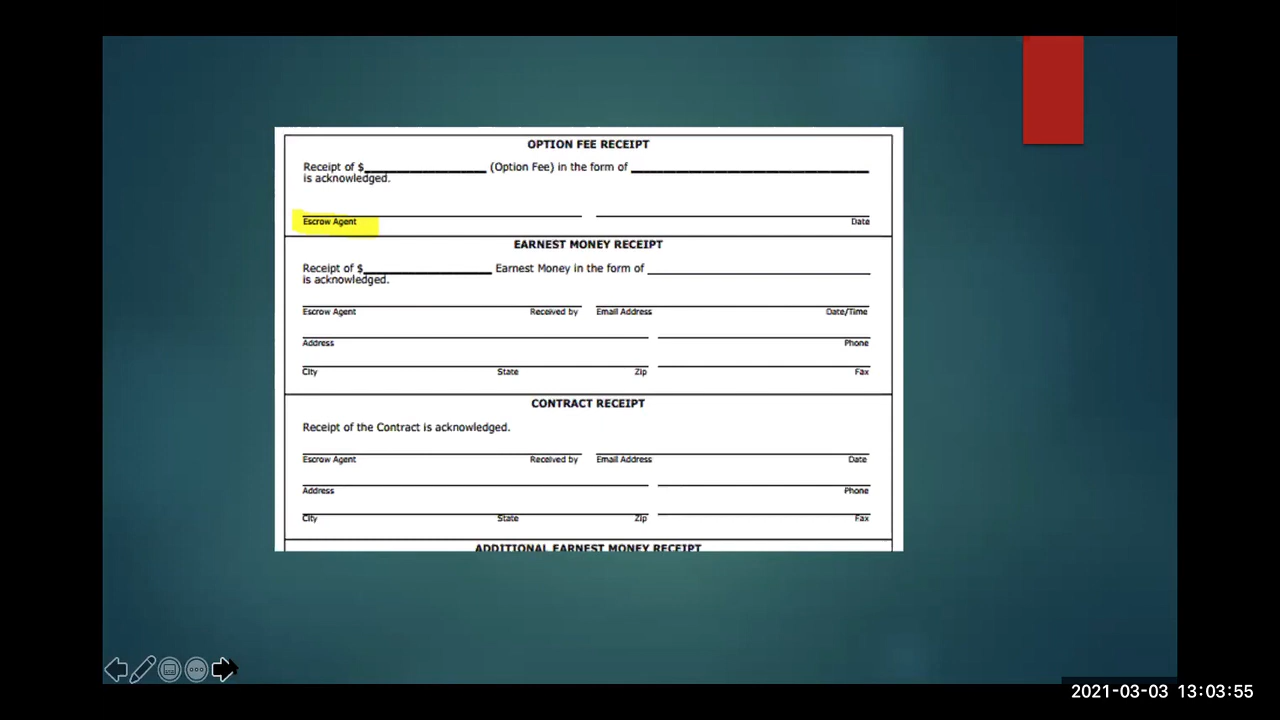 OPTION FEE RECEIPT
Receipt of $ (Option Fee) in the form of
is acknowledged.
Escrow Agent Date
EARNEST MONEY RECEIPT
Receipt of $ Earnest Money in the form of
is acknowledged.
Escrow Agent Received by Email Address Date/Time
Address Phone
City State Zip Fax
CONTRACT RECEIPT
Receipt of the Contract is acknowledged.
Escrow Agent Received by Email Address Date
Address Phone
City State Zip Fax
ADDITIONAL EARNEST MONEY RECEIPT
2021-03-03 13:03:55